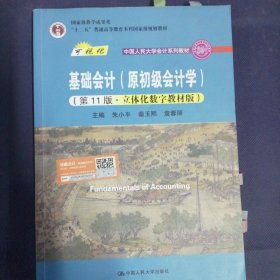 国家级教学成果奖
“十二五”普通高等教育本科国家级规划教材
可视化
中国人民大学会计系列教材
基础会计（原初级会计学）
（第11版·立体化数字教材版）
主编 朱小平 秦玉熙 袁蓉丽
Fundamentals of Accounting
中国人民大学出版社